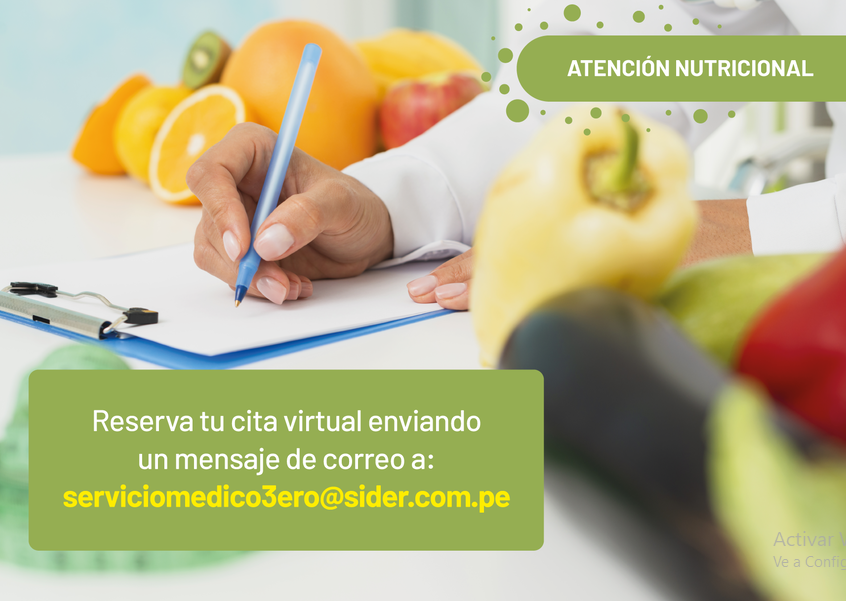 ATENCIÓN NUTRICIONAL
Reserva tu cita virtual enviando
un mensaje de correo a:
serviciomedico3ero@sider.com.pe
Activar
Ve a Config